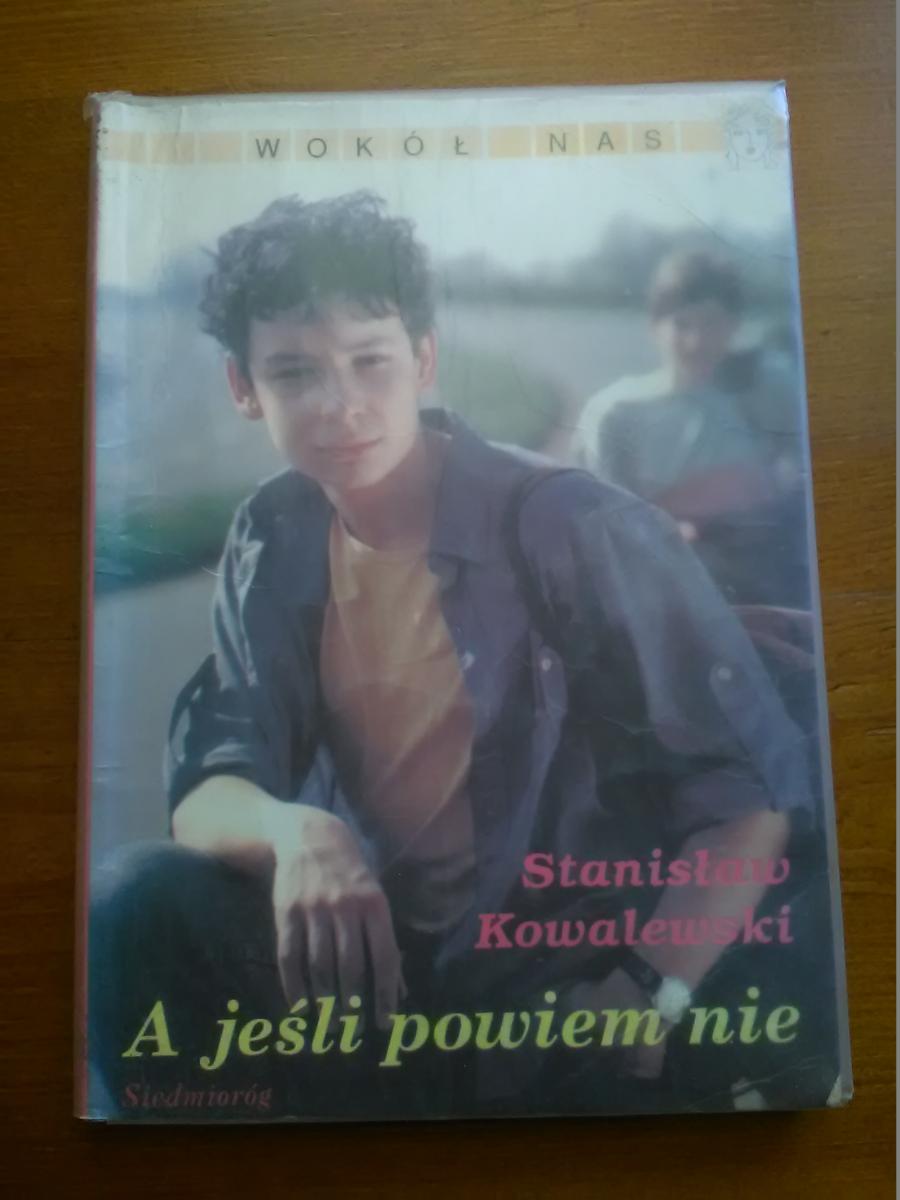 WOKÓŁ NAS
Stanisław
Kowalewski
A jeśli powiem nie
Siedmioróg